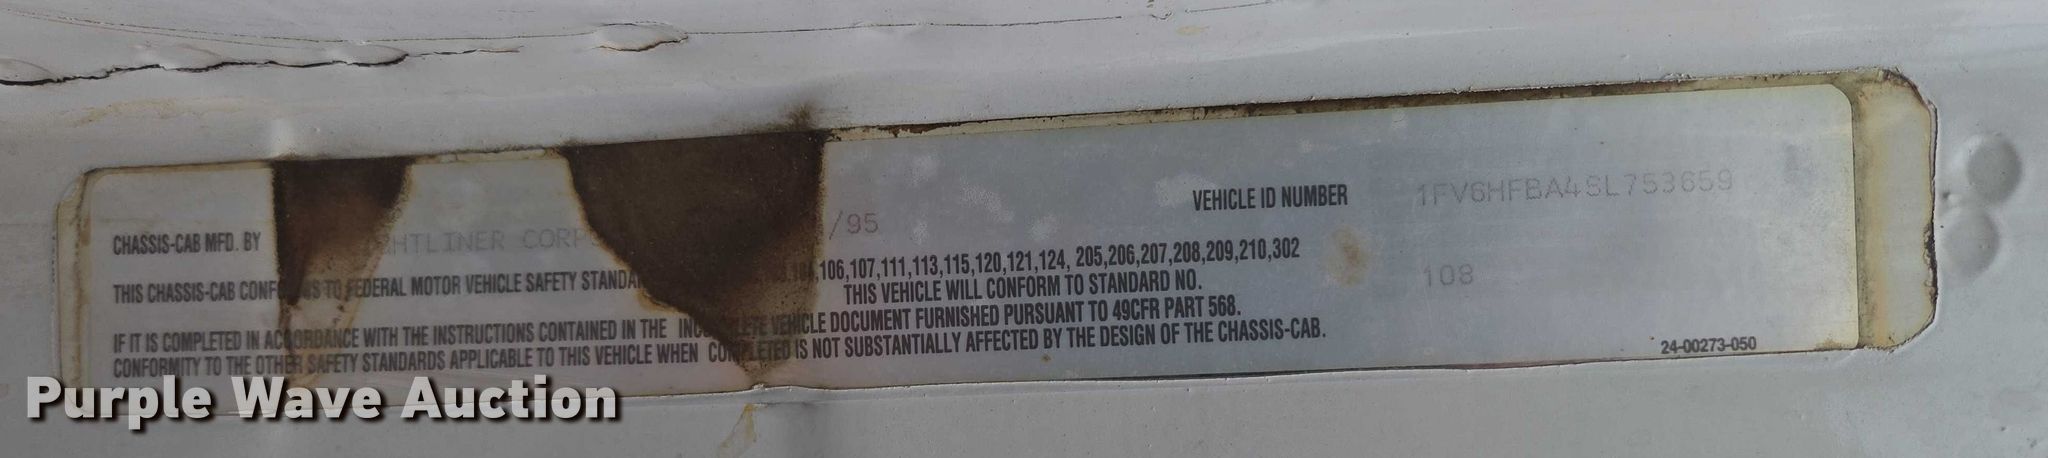 VEHICLE ID NUMBER 1FV6HFBA4SL753659
CHASSIS-CAB MFD. BY HTLINER CORP /95
THIS CHASSIS-CAB TO FEDERAL MOTOR VEHICLE SAFETY ,106,107,111,113,115,120,121,124, 205,206,207,208,209,210,302
THIS VEHICLE WILL CONFORM TO STANDARD NO. 108
IF IT IS COMPLETED IN ACCORDANCE WITH THE INSTRUCTIONS CONTAINED IN THE INCOMPLETE VEHICLE DOCUMENT FURNISHED PURSUANT TO 49CFR PART 568.
CONFORMITY TO THE OTHER SAFETY STANDARDS APPLICABLE TO THIS VEHICLE WHEN COMPLETED IS NOT SUBSTANTIALLY AFFECTED BY THE DESIGN OF THE CHASSIS-CAB.
24-00273-050
Purple Wave Auction